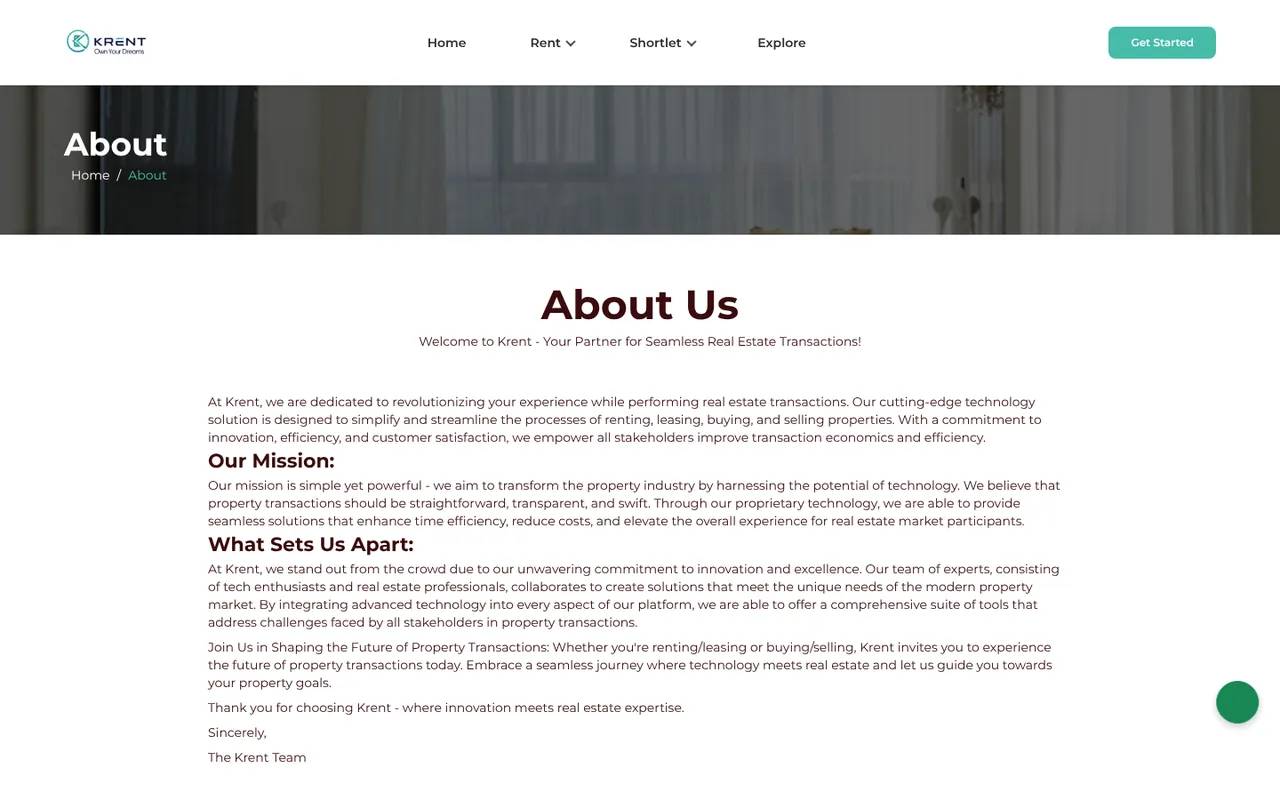 KRENT
Own Your Dreams
Home
Rent
Shortlet
Explore
Get Started
About
Home / About
About Us
Welcome to Krent - Your Partner for Seamless Real Estate Transactions!
At Krent, we are dedicated to revolutionizing your experience while performing real estate transactions. Our cutting-edge technology
solution is designed to simplify and streamline the processes of renting, leasing, buying, and selling properties. With a commitment to
innovation, efficiency, and customer satisfaction, we empower all stakeholders improve transaction economics and efficiency.
Our Mission:
Our mission is simple yet powerful - we aim to transform the property industry by harnessing the potential of technology. We believe that
property transactions should be straightforward, transparent, and swift. Through our proprietary technology, we are able to provide
seamless solutions that enhance time efficiency, reduce costs, and elevate the overall experience for real estate market participants.
What Sets Us Apart:
At Krent, we stand out from the crowd due to our unwavering commitment to innovation and excellence. Our team of experts, consisting
of tech enthusiasts and real estate professionals, collaborates to create solutions that meet the unique needs of the modern property
market. By integrating advanced technology into every aspect of our platform, we are able to offer a comprehensive suite of tools that
address challenges faced by all stakeholders in property transactions.
Join Us in Shaping the Future of Property Transactions: Whether you're renting/leasing or buying/selling, Krent invites you to experience
the future of property transactions today. Embrace a seamless journey where technology meets real estate and let us guide you towards
your property goals.
Thank you for choosing Krent - where innovation meets real estate expertise.
Sincerely,
The Krent Team